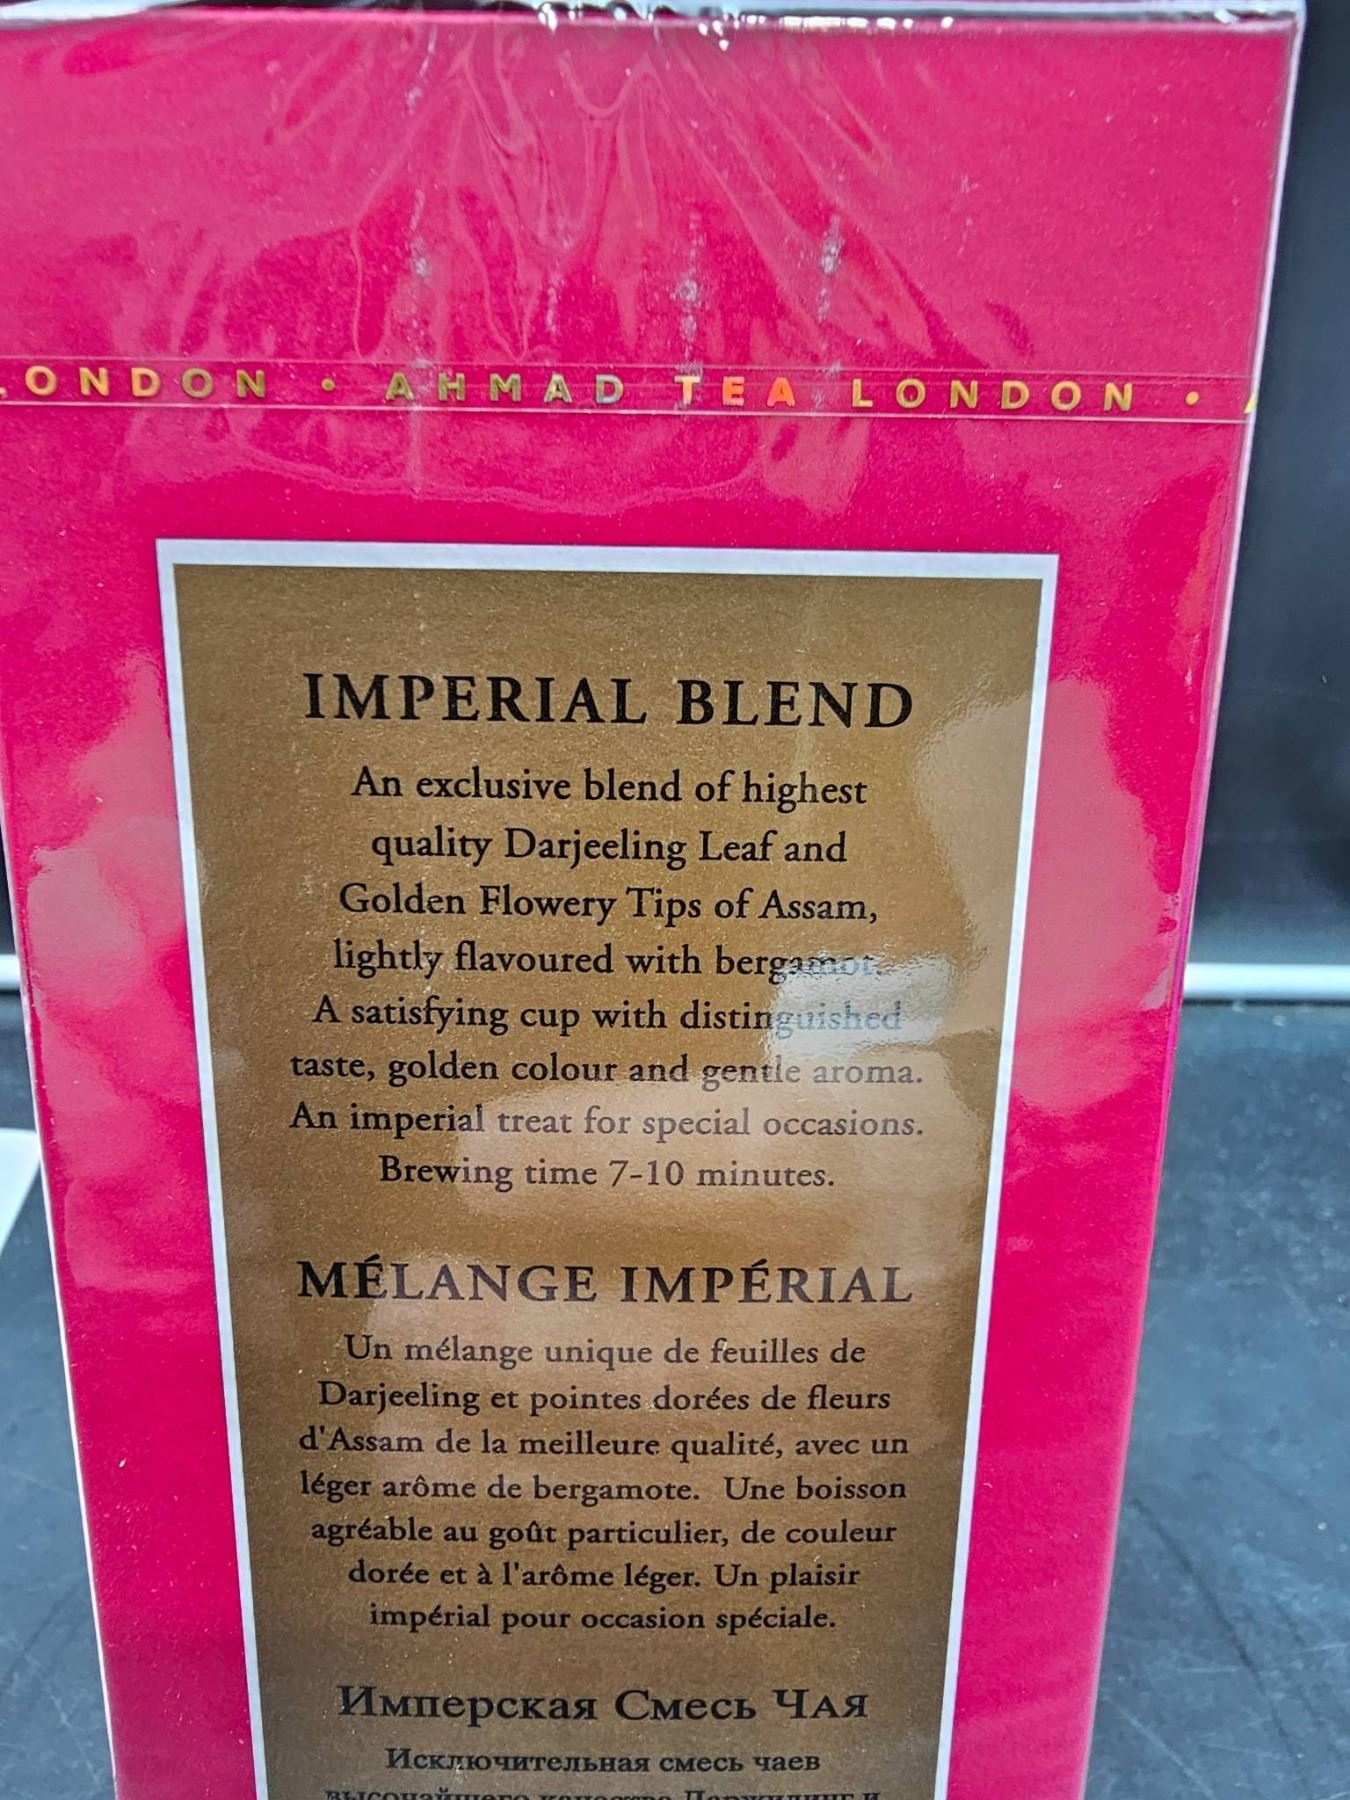 LONDON • AHMAD TEA LONDON •
IMPERIAL BLEND
An exclusive blend of highest
quality Darjeeling Leaf and
Golden Flowery Tips of Assam,
lightly flavoured with bergamot.
A satisfying cup with distinguished
taste, golden colour and gentle aroma.
An imperial treat for special occasions.
Brewing time 7-10 minutes.
MÉLANGE IMPÉRIAL
Un mélange unique de feuilles de
Darjeeling et pointes dorées de fleurs
d'Assam de la meilleure qualité, avec un
léger arôme de bergamote. Une boisson
agréable au goût particulier, de couleur
dorée et à l'arôme léger. Un plaisir
impérial pour occasion spéciale.
Имперская Смесь ЧАЯ
Исключительная смесь чаев
высочайшего качества Даржилинг и